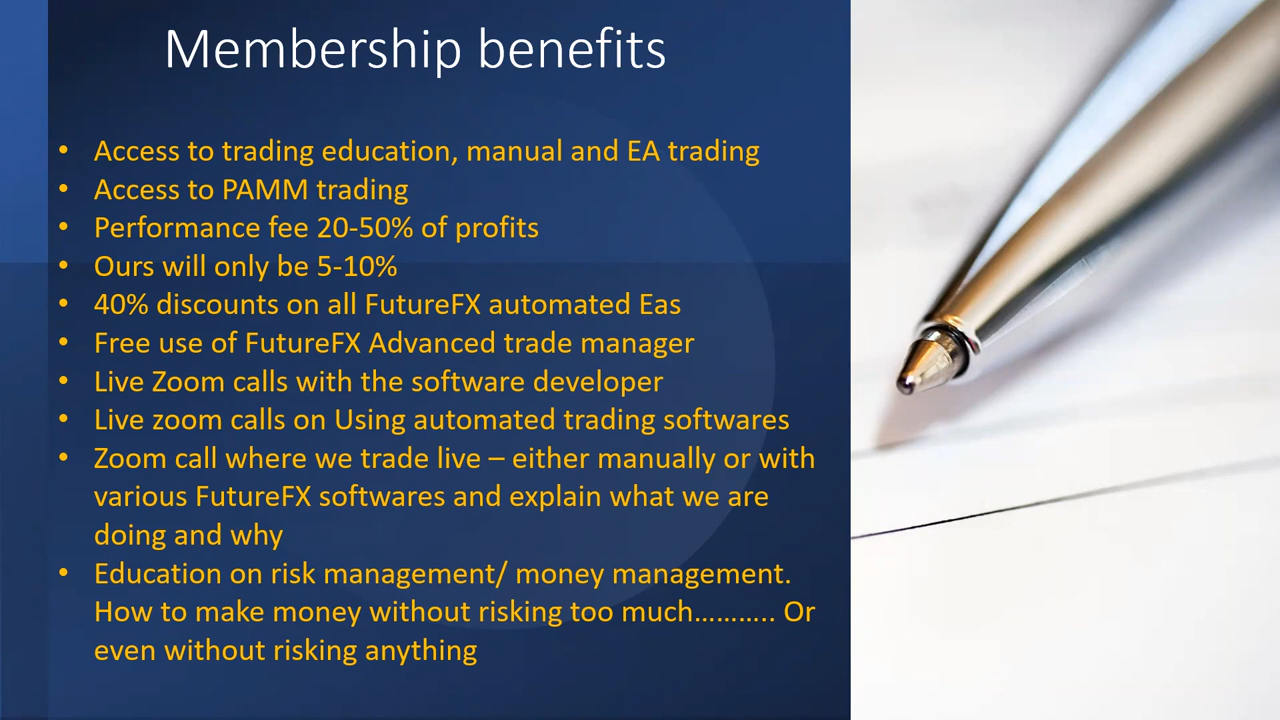 Membership benefits
• Access to trading education, manual and EA trading
• Access to PAMM trading
• Performance fee 20-50% of profits
• Ours will only be 5-10%
• 40% discounts on all FutureFX automated Eas
• Free use of FutureFX Advanced trade manager
• Live Zoom calls with the software developer
• Live zoom calls on Using automated trading softwares
• Zoom call where we trade live – either manually or with
various FutureFX softwares and explain what we are
doing and why
• Education on risk management/ money management.
How to make money without risking too much……….. Or
even without risking anything